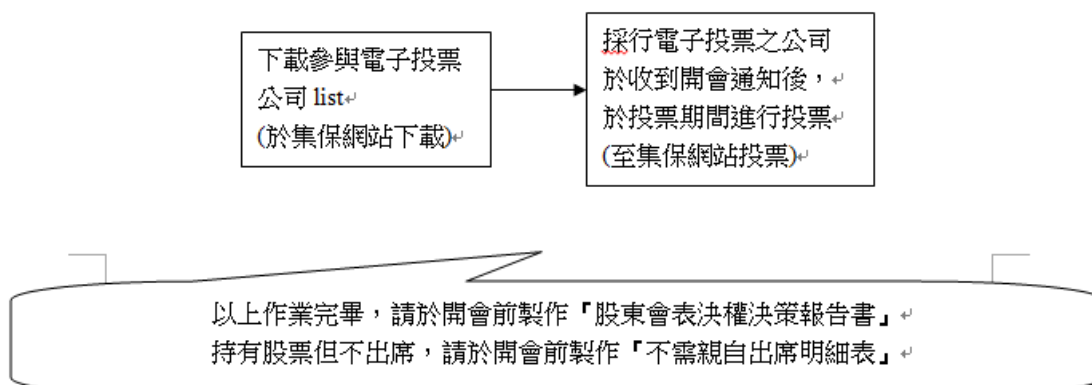 下載參與電子投票
公司 list
(於集保網站下載)
採行電子投票之公司
於收到開會通知後，
於投票期間進行投票
(至集保網站投票)
以上作業完畢，請於開會前製作『股東會表決權決策報告書』
持有股票但不出席，請於開會前製作『不需親自出席明細表』